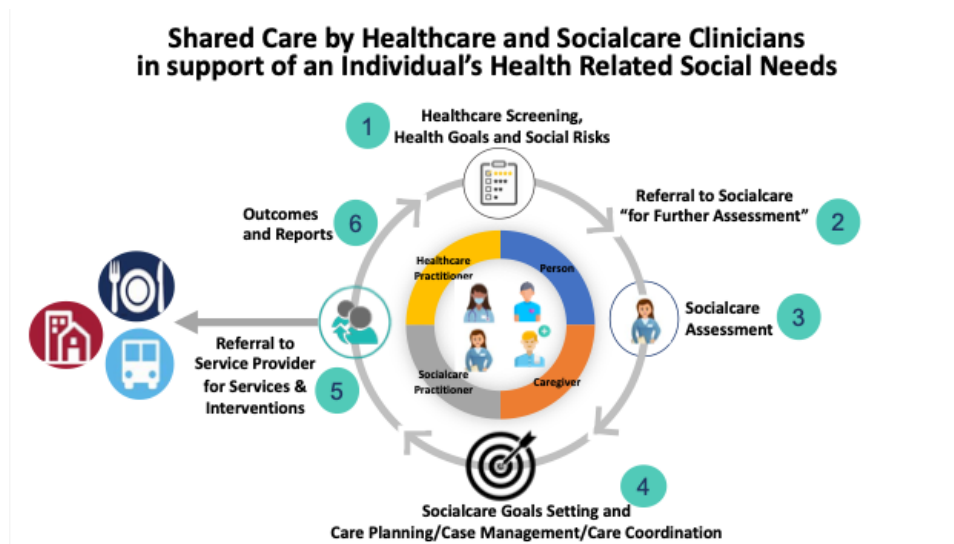 Shared Care by Healthcare and Socialcare Clinicians
in support of an Individual's Health Related Social Needs
1
Healthcare Screening,
Health Goals and Social Risks
Referral to Socialcare
“for Further Assessment”
2
Outcomes
and Reports
6
Healthcare
Practitioner
Person
Socialcare
Assessment
3
Referral to
Service Provider
for Services &
Interventions
5
Socialcare
Practitioner
Caregiver
4
Socialcare Goals Setting and
Care Planning/Case Management/Care Coordination